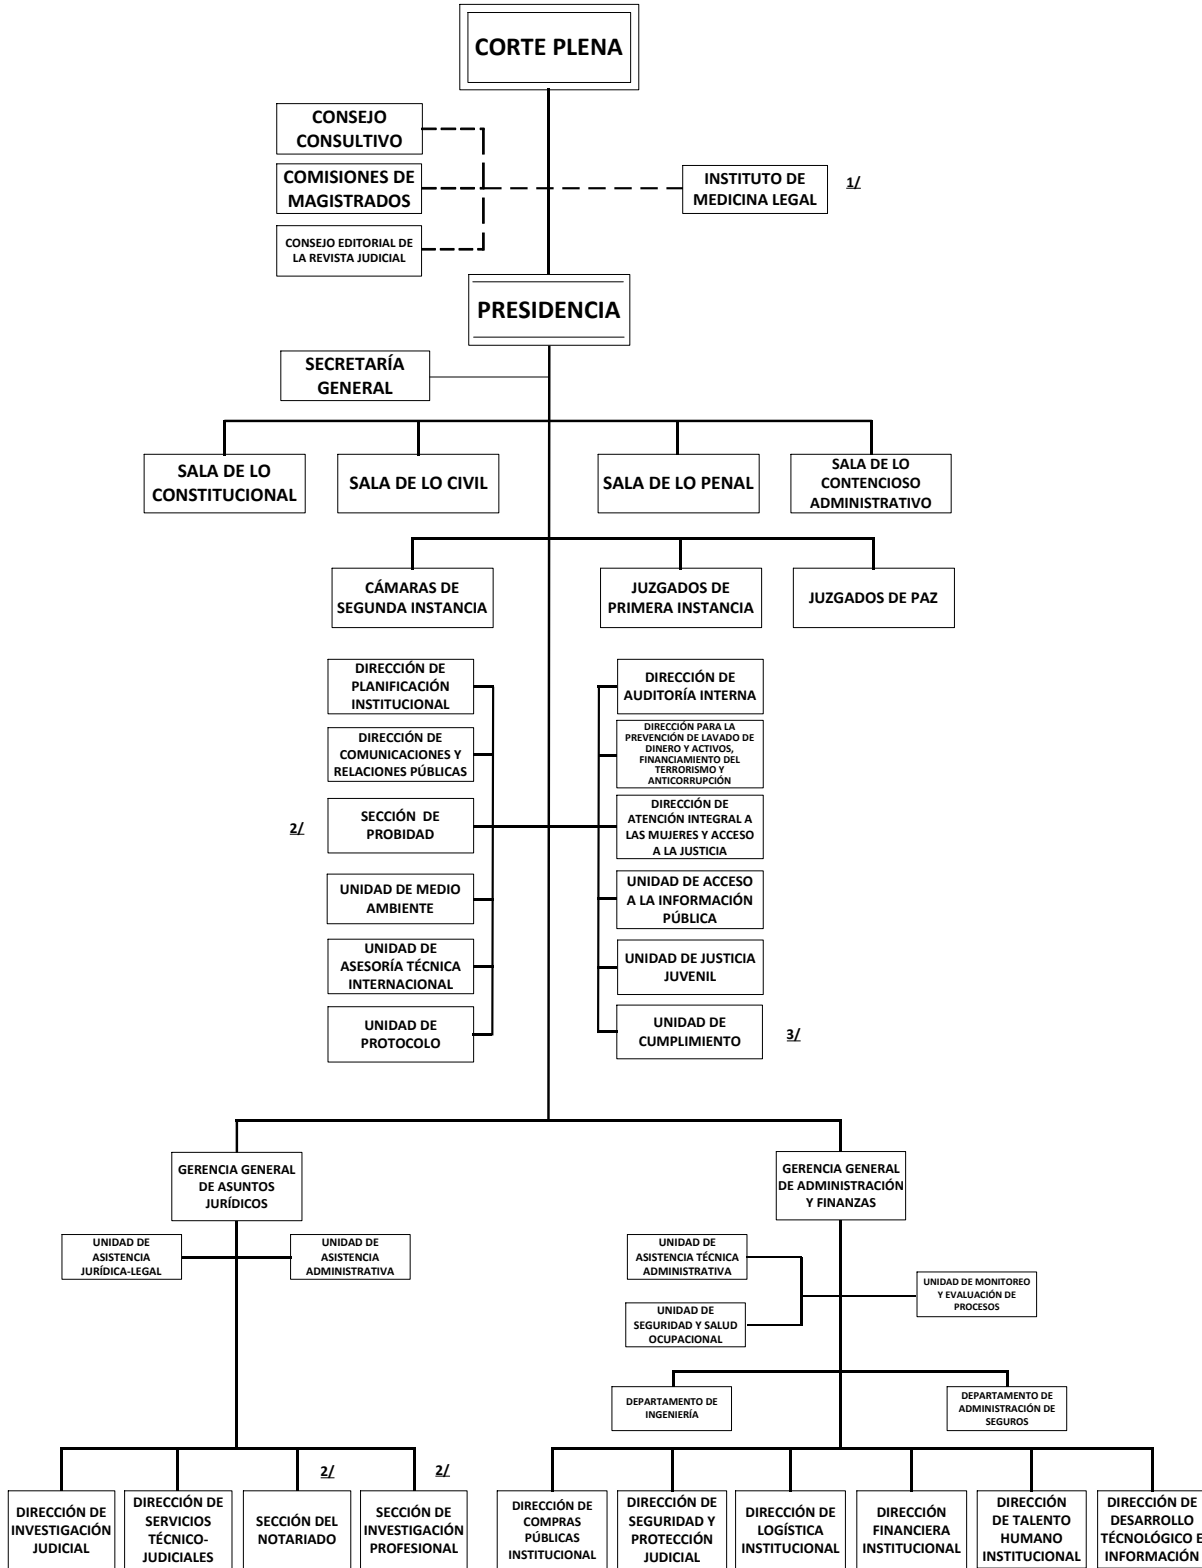 CORTE PLENA
CONSEJO
CONSULTIVO
COMISIONES DE
MAGISTRADOS
INSTITUTO DE
MEDICINA LEGAL
1/
CONSEJO EDITORIAL DE
LA REVISTA JUDICIAL
PRESIDENCIA
SECRETARÍA
GENERAL
SALA DE LO
CONSTITUCIONAL
SALA DE LO CIVIL
SALA DE LO PENAL
SALA DE LO
CONTENCIOSO
ADMINISTRATIVO
CÁMARAS DE
SEGUNDA INSTANCIA
JUZGADOS DE
PRIMERA INSTANCIA
JUZGADOS DE PAZ
DIRECCIÓN DE
PLANIFICACIÓN
INSTITUCIONAL
DIRECCIÓN DE
AUDITORÍA INTERNA
DIRECCIÓN DE
COMUNICACIONES Y
RELACIONES PÚBLICAS
DIRECCIÓN PARA LA
PREVENCIÓN DE LAVADO DE
DINERO Y ACTIVOS,
FINANCIAMIENTO DEL
TERRORISMO Y
ANTICORRUPCIÓN
2/
SECCIÓN DE
PROBIDAD
DIRECCIÓN DE
ATENCIÓN INTEGRAL A
LAS MUJERES Y ACCESO
A LA JUSTICIA
UNIDAD DE MEDIO
AMBIENTE
UNIDAD DE ACCESO
A LA INFORMACIÓN
PÚBLICA
UNIDAD DE
ASESORÍA TÉCNICA
INTERNACIONAL
UNIDAD DE JUSTICIA
JUVENIL
UNIDAD DE
PROTOCOLO
UNIDAD DE
CUMPLIMIENTO
3/
GERENCIA GENERAL
DE ASUNTOS
JURÍDICOS
GERENCIA GENERAL
DE ADMINISTRACIÓN
Y FINANZAS
UNIDAD DE
ASISTENCIA
JURÍDICA-LEGAL
UNIDAD DE
ASISTENCIA
ADMINISTRATIVA
UNIDAD DE
ASISTENCIA TÉCNICA
ADMINISTRATIVA
UNIDAD DE MONITOREO
Y EVALUACIÓN DE
PROCESOS
UNIDAD DE
SEGURIDAD Y SALUD
OCUPACIONAL
DEPARTAMENTO DE
INGENIERÍA
DEPARTAMENTO DE
ADMINISTRACIÓN DE
SEGUROS
2/
2/
DIRECCIÓN DE
INVESTIGACIÓN
JUDICIAL
DIRECCIÓN DE
SERVICIOS
TÉCNICO-
JUDICIALES
SECCIÓN DEL
NOTARIADO
SECCIÓN DE
INVESTIGACIÓN
PROFESIONAL
DIRECCIÓN DE
COMPRAS
PÚBLICAS
INSTITUCIONAL
DIRECCIÓN DE
SEGURIDAD Y
PROTECCIÓN
JUDICIAL
DIRECCIÓN DE
LOGÍSTICA
INSTITUCIONAL
DIRECCIÓN
FINANCIERA
INSTITUCIONAL
DIRECCIÓN
DE TALENTO
HUMANO
INSTITUCIONAL
DIRECCIÓN DE
DESARROLLO
TÉCNOLÓGICO E
INFORMACIÓN